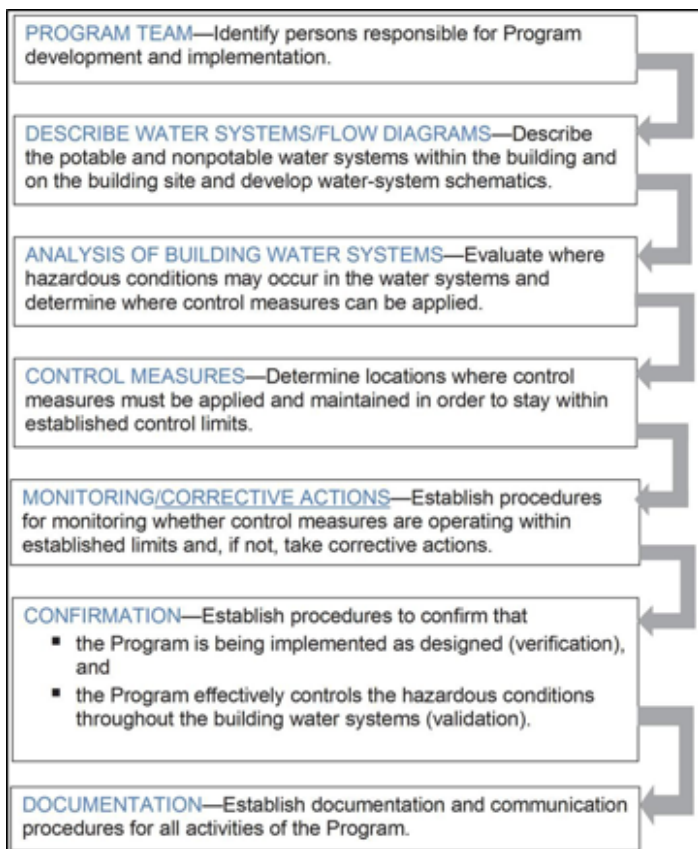 PROGRAM TEAM—Identify persons responsible for Program
development and implementation.
DESCRIBE WATER SYSTEMS/FLOW DIAGRAMS—Describe
the potable and nonpotable water systems within the building and
on the building site and develop water-system schematics.
ANALYSIS OF BUILDING WATER SYSTEMS—Evaluate where
hazardous conditions may occur in the water systems and
determine where control measures can be applied.
CONTROL MEASURES—Determine locations where control
measures must be applied and maintained in order to stay within
established control limits.
MONITORING/CORRECTIVE ACTIONS—Establish procedures
for monitoring whether control measures are operating within
established limits and, if not, take corrective actions.
CONFIRMATION—Establish procedures to confirm that
▪ the Program is being implemented as designed (verification),
and
▪ the Program effectively controls the hazardous conditions
throughout the building water systems (validation).
DOCUMENTATION—Establish documentation and communication
procedures for all activities of the Program.